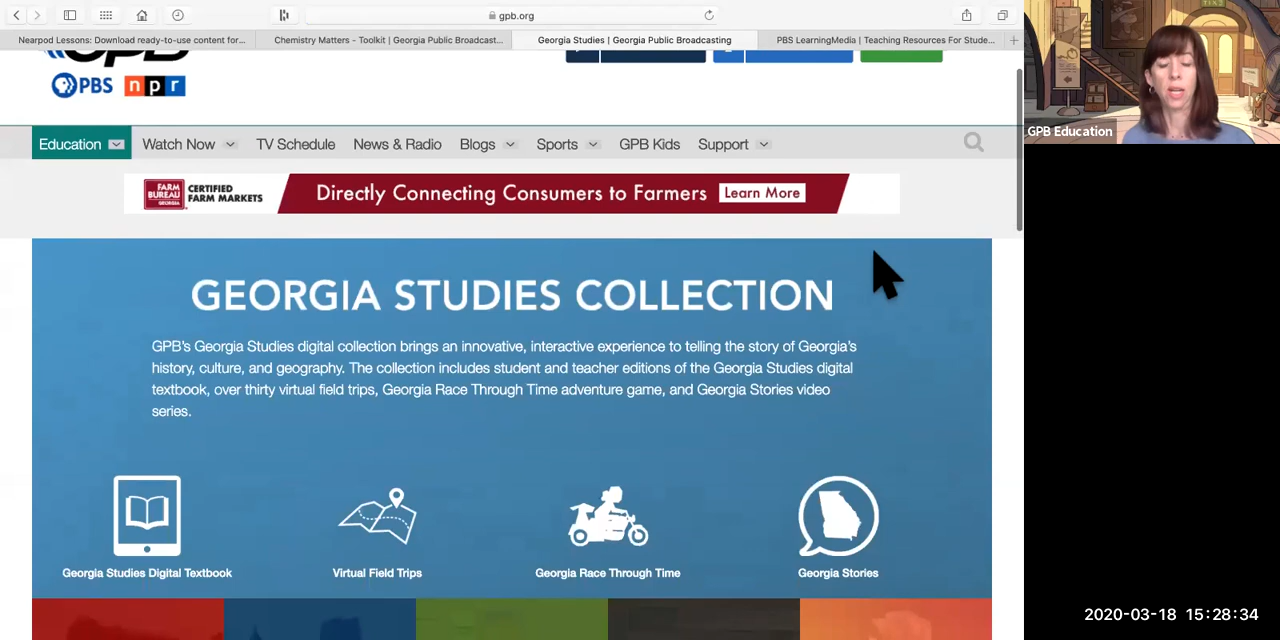 gpb.org
Nearpod Lessons: Download ready-to-use content for...
Chemistry Matters - Toolkit | Georgia Public Broadcast...
Georgia Studies | Georgia Public Broadcasting
PBS LearningMedia | Teaching Resources For Stude...
PBS
npr
Education
Watch Now
TV Schedule
News & Radio
Blogs
Sports
GPB Kids
Support
FARM BUREAU GEORGIA
CERTIFIED
FARM MARKETS
Directly Connecting Consumers to Farmers
Learn More
GEORGIA STUDIES COLLECTION
GPB's Georgia Studies digital collection brings an innovative, interactive experience to telling the story of Georgia's
history, culture, and geography. The collection includes student and teacher editions of the Georgia Studies digital
textbook, over thirty virtual field trips, Georgia Race Through Time adventure game, and Georgia Stories video
series.
Georgia Studies Digital Textbook
Virtual Field Trips
Georgia Race Through Time
Georgia Stories
GPB Education
2020-03-18 15:28:34